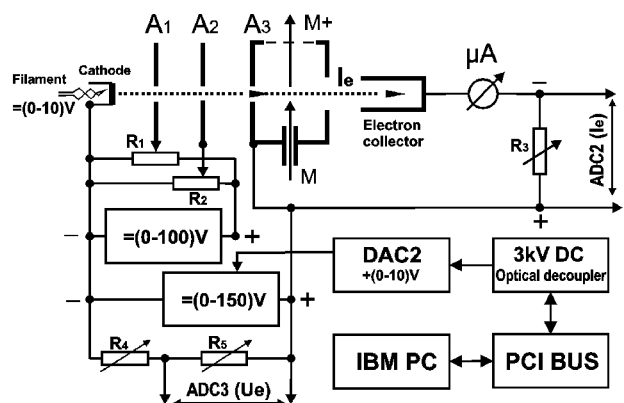 A1 A2 A3 M+
Ie
µA
Filament
=(0-10)V
Cathode
Electron
collector
M
R1
R2
R3
ADC2 (Ie)
−
+
− =(0-100)V +
− =(0-150)V +
DAC2
+(0-10)V
3kV DC
Optical decoupler
R4 R5
ADC3 (Ue)
IBM PC
PCI BUS